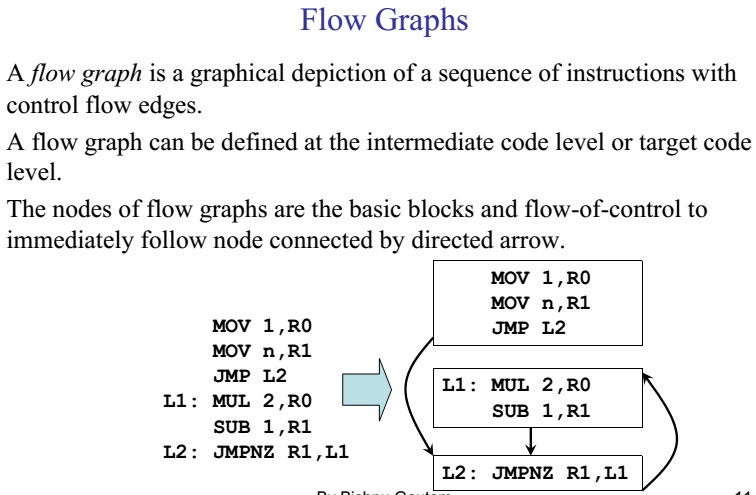 Flow Graphs
A flow graph is a graphical depiction of a sequence of instructions with
control flow edges.
A flow graph can be defined at the intermediate code level or target code
level.
The nodes of flow graphs are the basic blocks and flow-of-control to
immediately follow node connected by directed arrow.
MOV 1,R0
MOV n,R1
JMP L2
L1: MUL 2,R0
SUB 1,R1
L2: JMPNZ R1,L1
MOV 1,R0
MOV n,R1
JMP L2
L1: MUL 2,R0
SUB 1,R1
L2: JMPNZ R1,L1